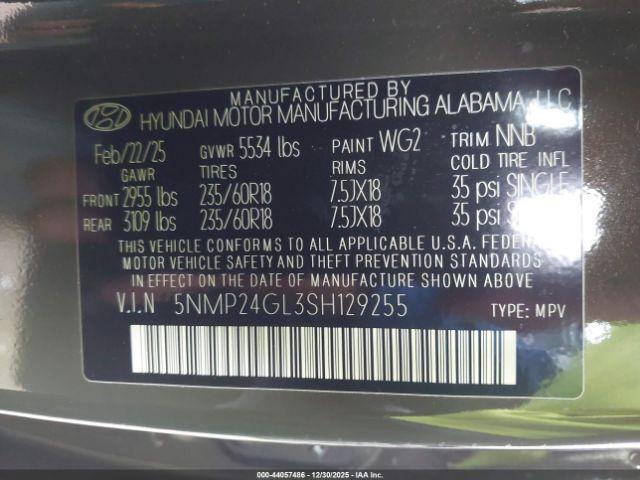 MANUFACTURED BY
HYUNDAI MOTOR MANUFACTURING ALABAMA, LLC
Feb/22/25 GVWR 5534 lbs PAINT WG2 TRIM NNB
GAWR TIRES RIMS COLD TIRE INFL
FRONT 2955 lbs 235/60R18 7.5JX18 35 psi SINGLE
REAR 3109 lbs 235/60R18 7.5JX18 35 psi
THIS VEHICLE CONFORMS TO ALL APPLICABLE U.S.A. FEDE
MOTOR VEHICLE SAFETY AND THEFT PREVENTION STANDARDS
IN EFFECT ON THE DATE OF MANUFACTURE SHOWN ABOVE.
V.I.N 5NMP24GL3SH129255 TYPE: MPV
000-44057486 - 12/30/2025 - IAA Inc.